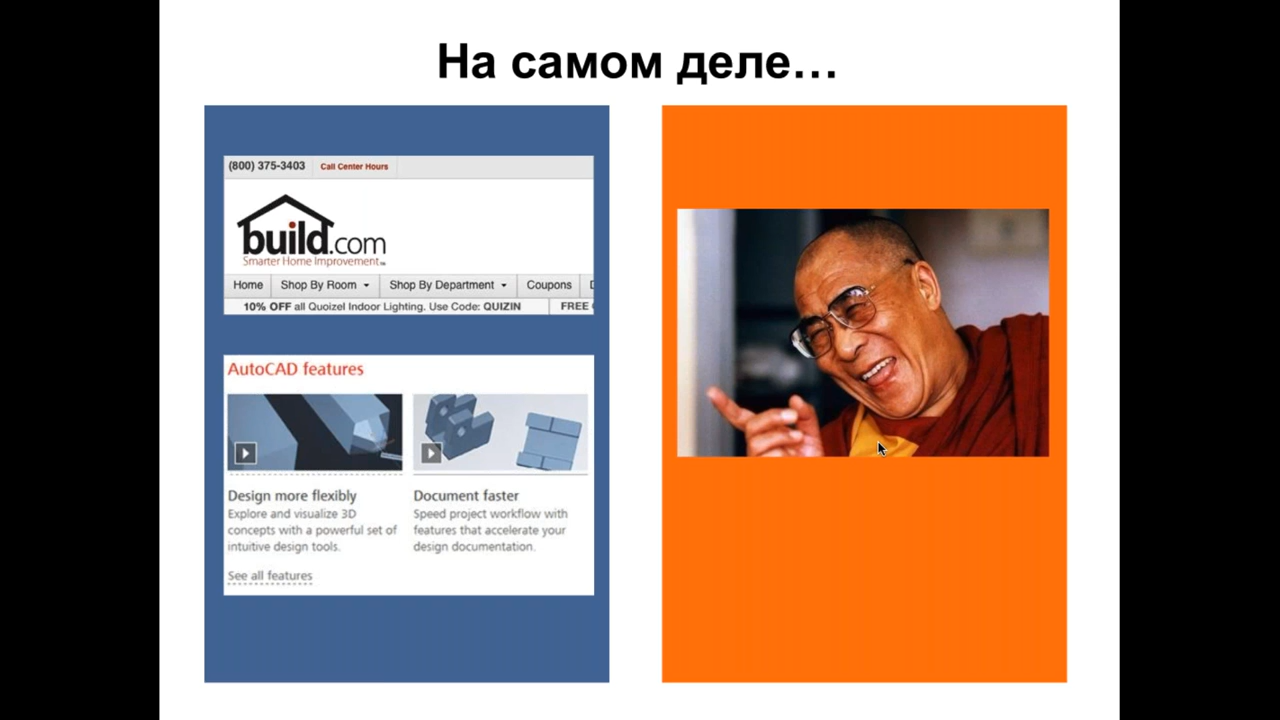 На самом деле…
(800) 375-3403 Call Center Hours
build.com
Smarter Home Improvement™
Home Shop By Room Shop By Department Coupons D
10% OFF all Quoizel Indoor Lighting. Use Code: QUIZIN FREE
AutoCAD features
Design more flexibly
Explore and visualize 3D
concepts with a powerful set of
intuitive design tools.
See all features
Document faster
Speed project workflow with
features that accelerate your
design documentation.